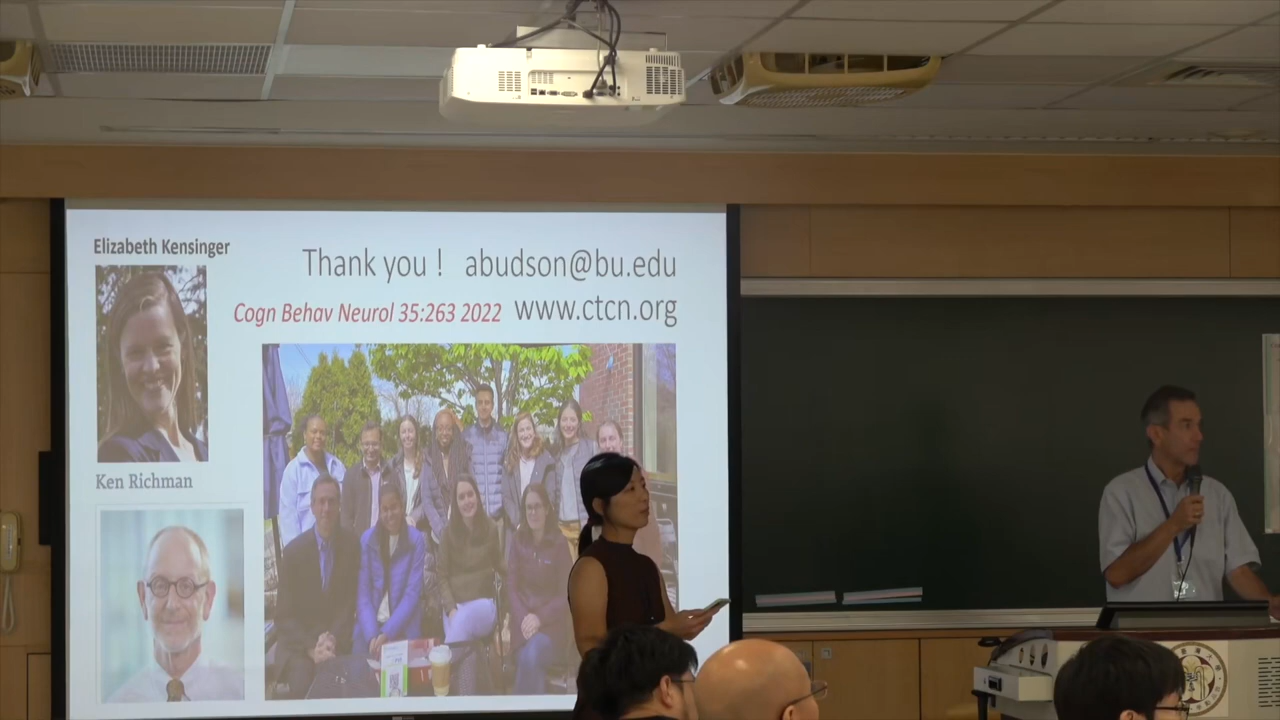 Elizabeth Kensinger
Thank you ! abudson@bu.edu
Cogn Behav Neurol 35:263 2022 www.ctcn.org
Ken Richman